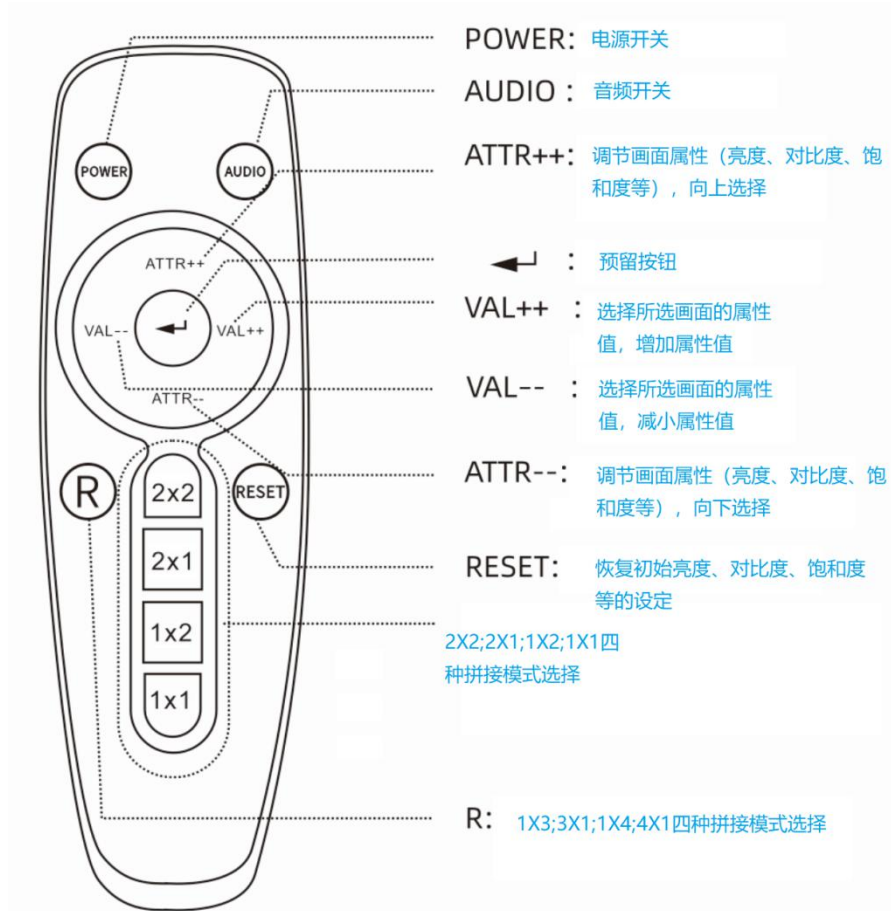 POWER: 电源开关
AUDIO : 音频开关
ATTR++: 调节画面属性（亮度、对比度、饱
和度等），向上选择
: 预留按钮
VAL++ : 选择所选画面的属性
值，增加属性值
VAL-- : 选择所选画面的属性
值，减小属性值
ATTR--: 调节画面属性（亮度、对比度、饱
和度等），向下选择
RESET: 恢复初始亮度、对比度、饱和度
等的设定
2X2;2X1;1X2;1X1四
种拼接模式选择
R: 1X3;3X1;1X4;4X1四种拼接模式选择
POWER
AUDIO
ATTR++
VAL--
VAL++
ATTR--
R
2x2
RESET
2x1
1x2
1x1